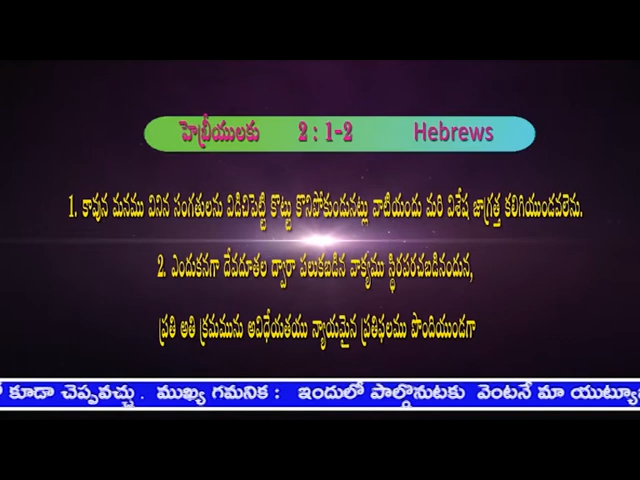 హెబ్రీయులకు 2 : 1-2 Hebrews
1. కావున మనము వినిన సంగతులను విడిచిపెట్టి కొట్టు కొనిపోకుండునట్లు వాటియందు మరి విశేష జాగ్రత్త కలిగియుండవలెను.
2. ఎందుకనగా దేవదూతల ద్వారా పలుకబడిన వాక్యము స్థిరపరచబడినందున,
ప్రతి అతి క్రమమును అవిధేయతయు న్యాయమైన ప్రతిఫలము పొందియుండగా
కూడా చెప్పవచ్చు . ముఖ్య గమనిక : ఇందులో పాల్గొనుటకు వెంటనే మా యుట్యూ